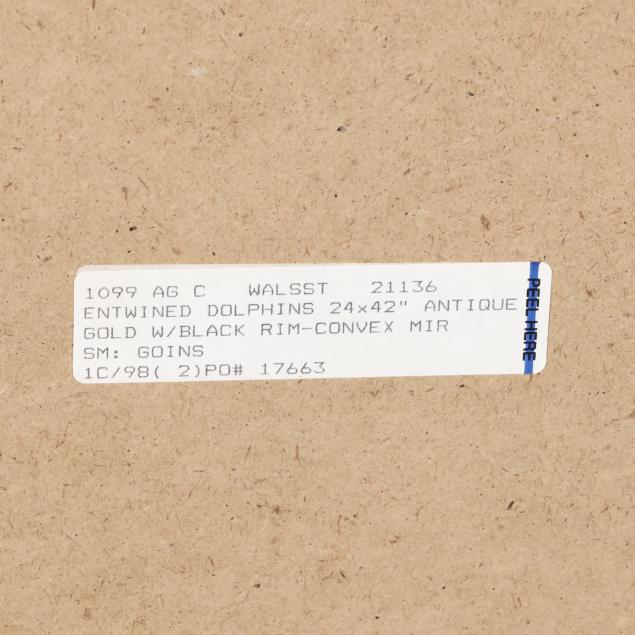 1099 AG C WALSST 21136
ENTWINED DOLPHINS 24x42" ANTIQUE
GOLD W/BLACK RIM-CONVEX MIR
SM: GOINS
1C/98( 2)PO# 17663
PEEL HERE